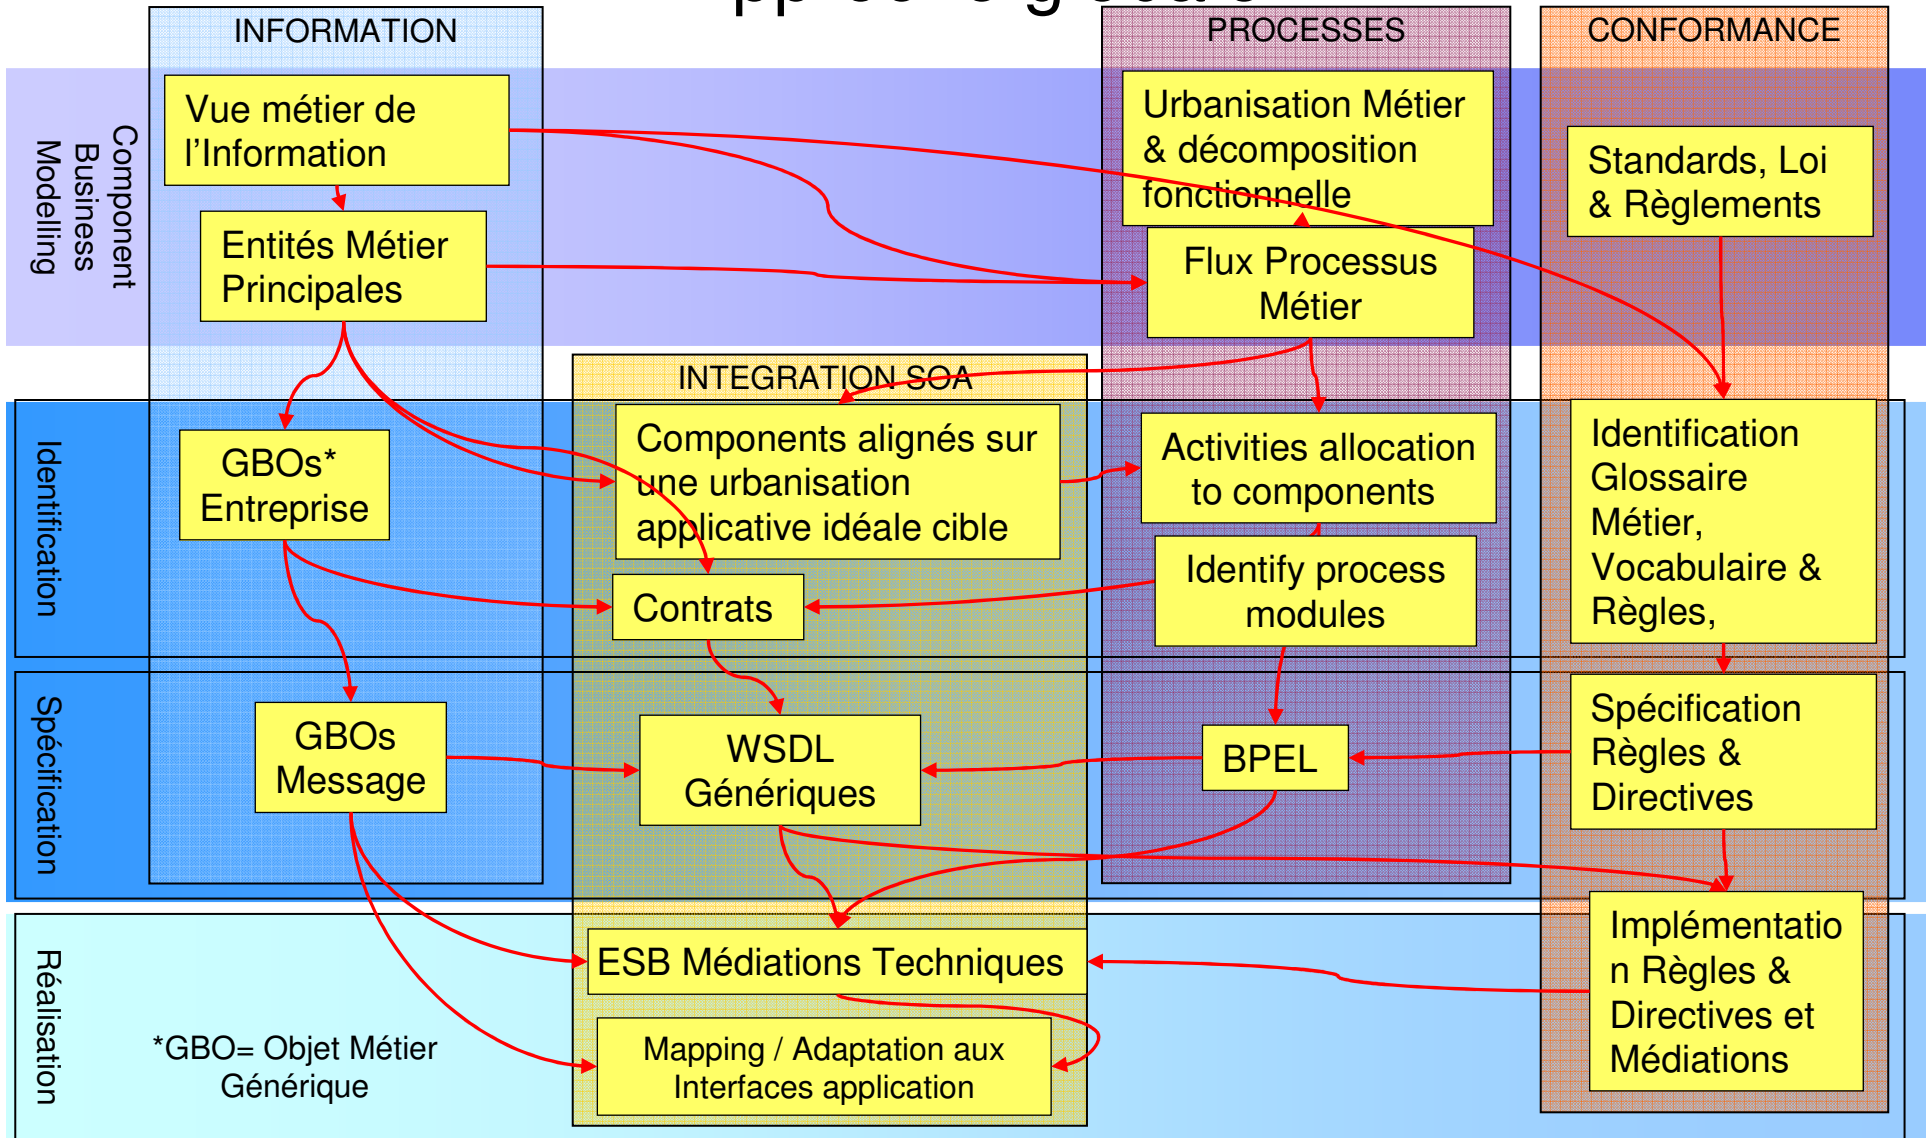 INFORMATION
PROCESSES
CONFORMANCE
Component
Business
Modelling
Vue métier de
l'Information
Entités Métier
Principales
Urbanisation Métier
& décomposition
fonctionnelle
Flux Processus
Métier
Standards, Loi
& Règlements
INTEGRATION SOA
Identification
GBOs*
Entreprise
Components alignés sur
une urbanisation
applicative idéale cible
Contrats
Activities allocation
to components
Identify process
modules
Identification
Glossaire
Métier,
Vocabulaire &
Règles,
Spécification
GBOs
Message
WSDL
Génériques
BPEL
Spécification
Règles &
Directives
Réalisation
*GBO= Objet Métier
Générique
ESB Médiations Techniques
Mapping / Adaptation aux
Interfaces application
Implémentatio
n Règles &
Directives et
Médiations